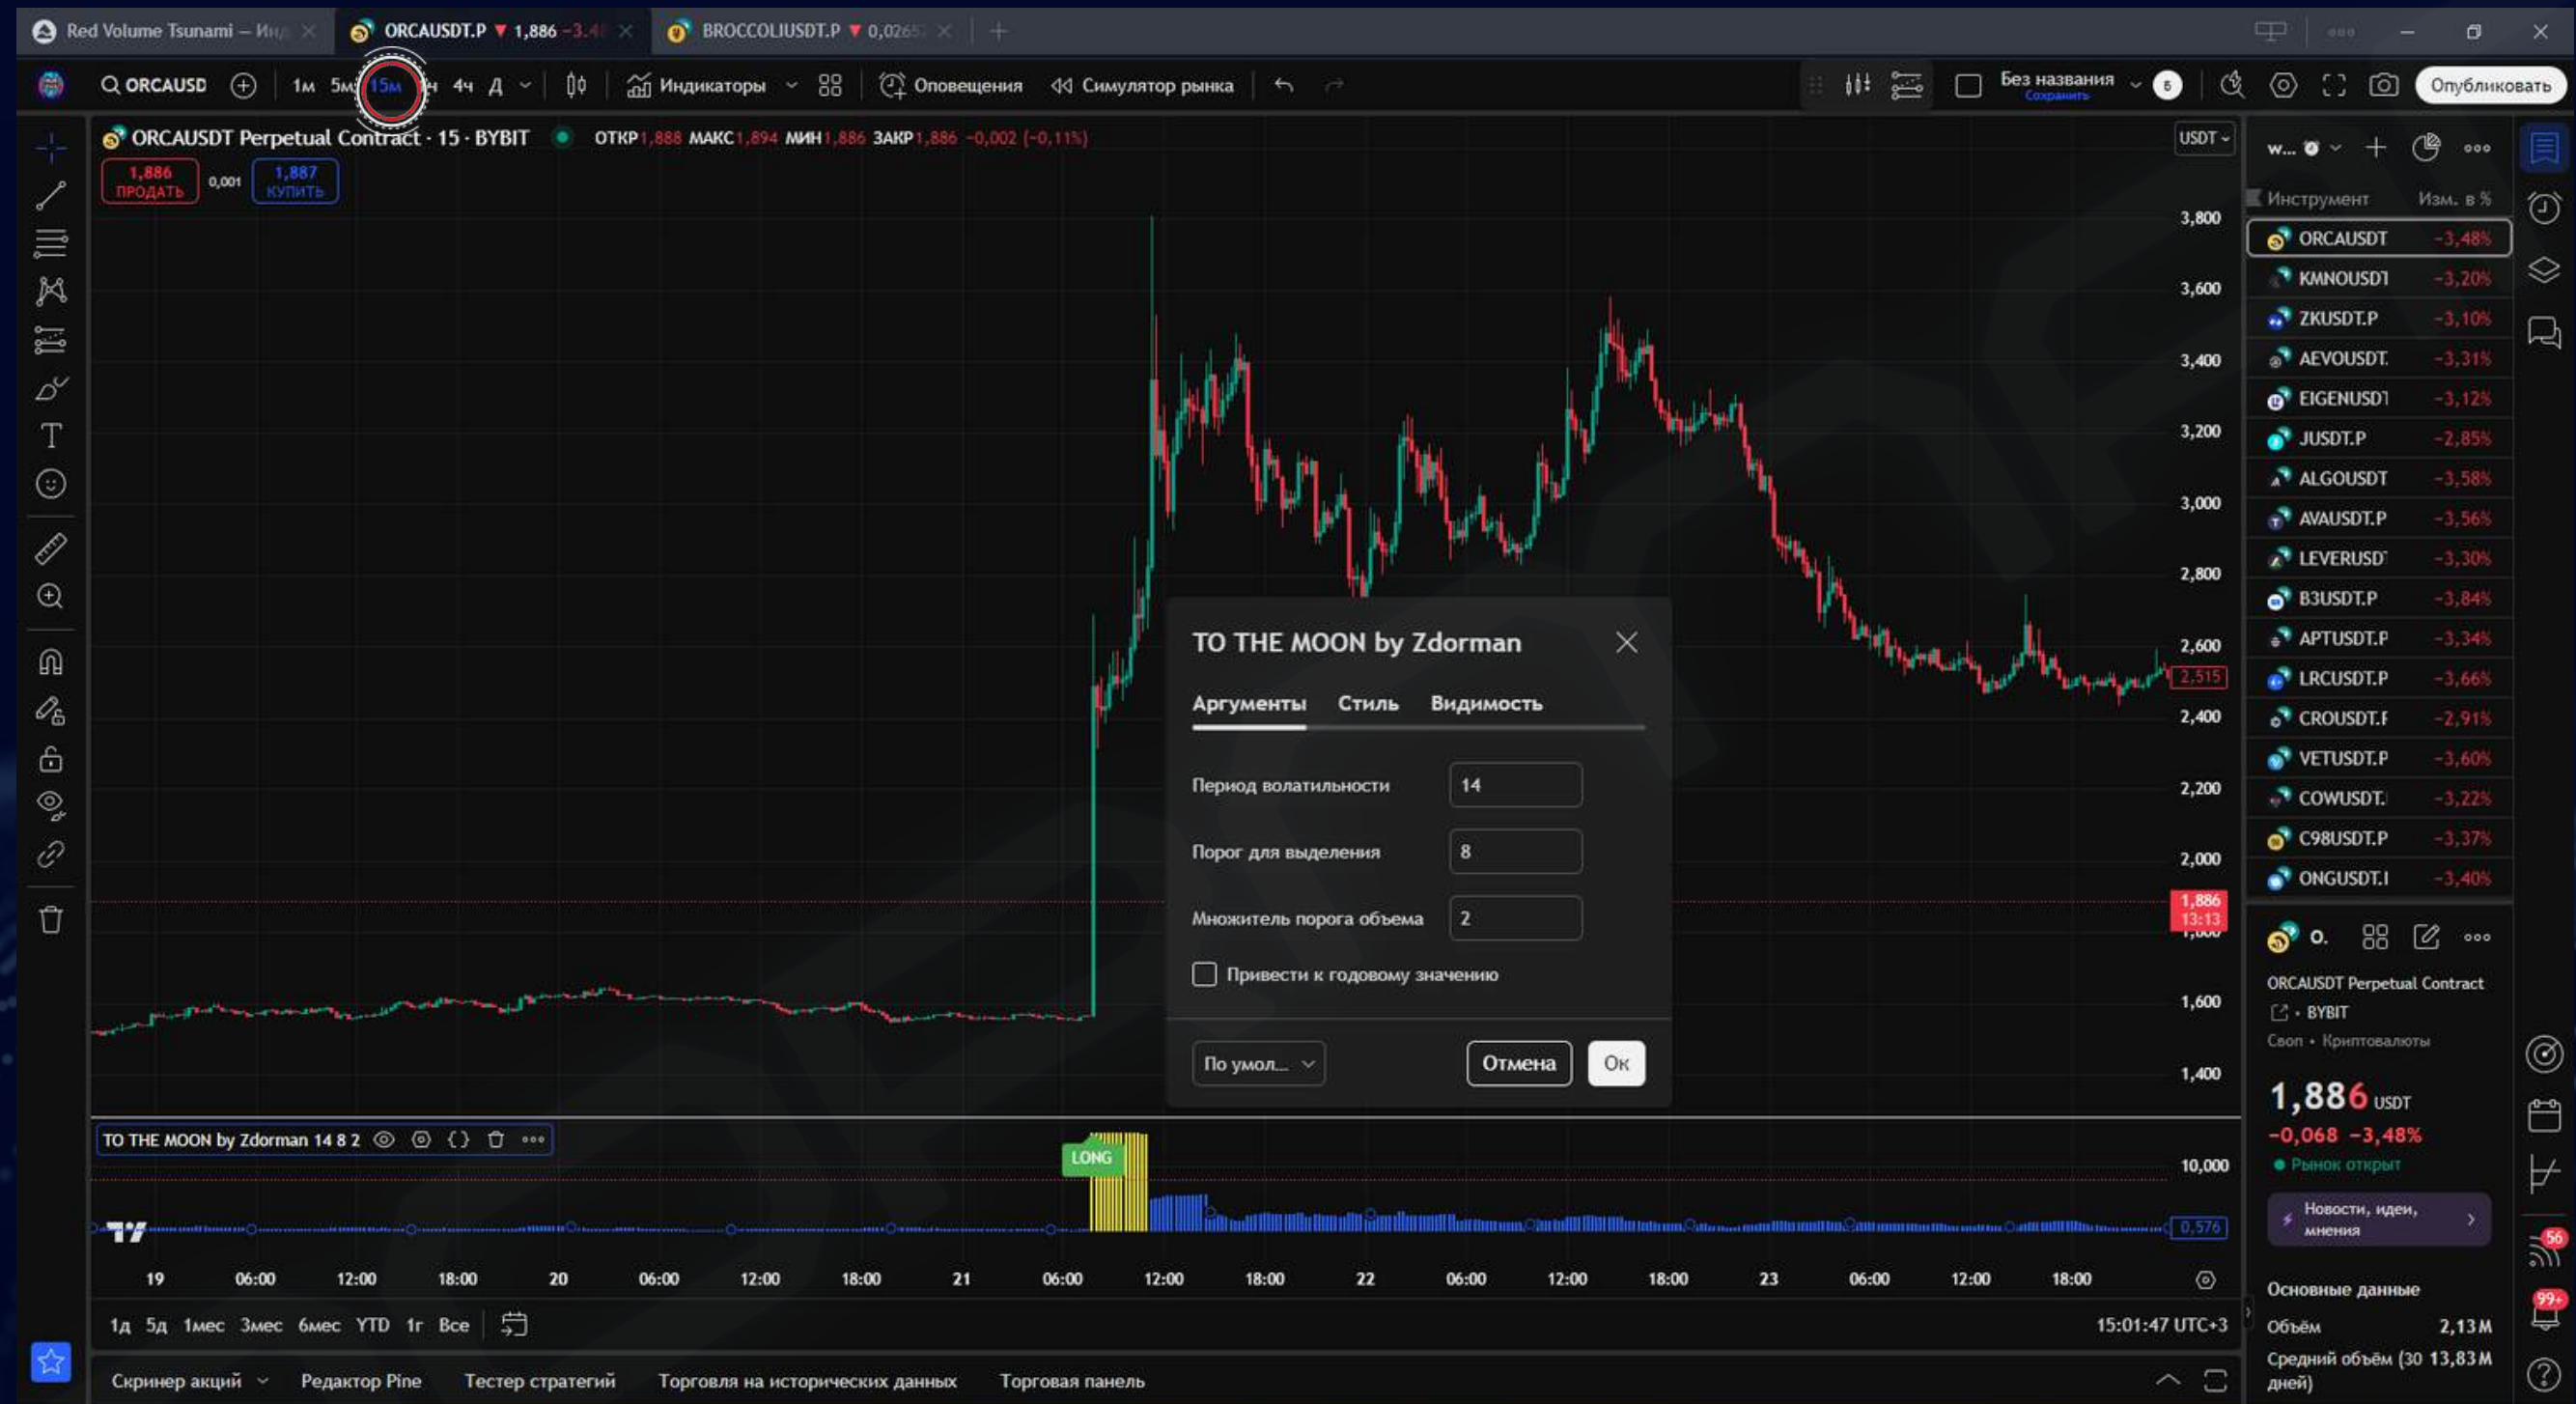 Red Volume Tsunami — Инд
ORCAUSDT.P ▼ 1,886 −3.48
BROCCOLIUSDT.P ▼ 0,0265
ORCAUSD
1м 5м 15м ч 4ч Д
Индикаторы
Оповещения
Симулятор рынка
Без названия
Сохранить
5
Опубликовать
ORCAUSDT Perpetual Contract · 15 · BYBIT
ОТКР1,888 МАКС1,894 МИН1,886 ЗАКР1,886 −0,002 (−0,11%)
USDT
1,886
ПРОДАТЬ
0,001
1,887
КУПИТЬ
3,800
3,600
3,400
3,200
3,000
2,800
2,600
2,515
2,400
2,200
2,000
1,886
13:13
1,600
1,400
TO THE MOON by Zdorman
Аргументы Стиль Видимость
Период волатильности 14
Порог для выделения 8
Множитель порога объема 2
Привести к годовому значению
По умол...
Отмена
Ок
TO THE MOON by Zdorman 14 8 2
LONG
10,000
0,576
19 06:00 12:00 18:00 20 06:00 12:00 18:00 21 06:00 12:00 18:00 22 06:00 12:00 18:00 23 06:00 12:00 18:00
1д 5д 1мес 3мес 6мес YTD 1г Все
15:01:47 UTC+3
Скринер акций
Редактор Pine
Тестер стратегий
Торговля на исторических данных
Торговая панель
w...
Инструмент Изм. в %
ORCAUSDT −3,48%
KMNOUSDT −3,20%
ZKUSDT.P −3,10%
AEVOUSDT. −3,31%
EIGENUSDT −3,12%
JUSDT.P −2,85%
ALGOUSDT −3,58%
AVAUSDT.P −3,56%
LEVERUSDT −3,30%
B3USDT.P −3,84%
APTUSDT.P −3,34%
LRCUSDT.P −3,66%
CROUSDT.F −2,91%
VETUSDT.P −3,60%
COWUSDT. −3,22%
C98USDT.P −3,37%
ONGUSDT.I −3,40%
O.
ORCAUSDT Perpetual Contract
• BYBIT
Своп • Криптовалюты
1,886 USDT
−0,068 −3,48%
Рынок открыт
Новости, идеи,
мнения
Основные данные
Объём 2,13M
Средний объём (30 13,83M
дней)
56
99+